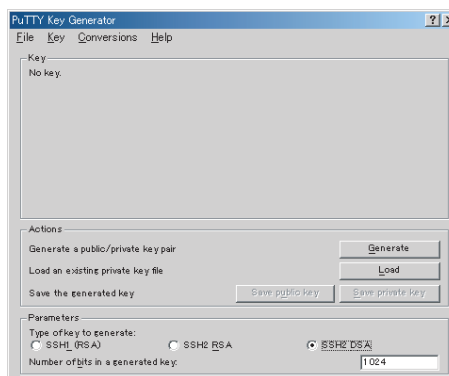 PuTTY Key Generator
File Key Conversions Help
Key
No key.
Actions
Generate a public/private key pair
Generate
Load an existing private key file
Load
Save the generated key
Save public key
Save private key
Parameters
Type of key to generate:
SSH1 (RSA)
SSH2 RSA
SSH2 DSA
Number of bits in a generated key:
1024